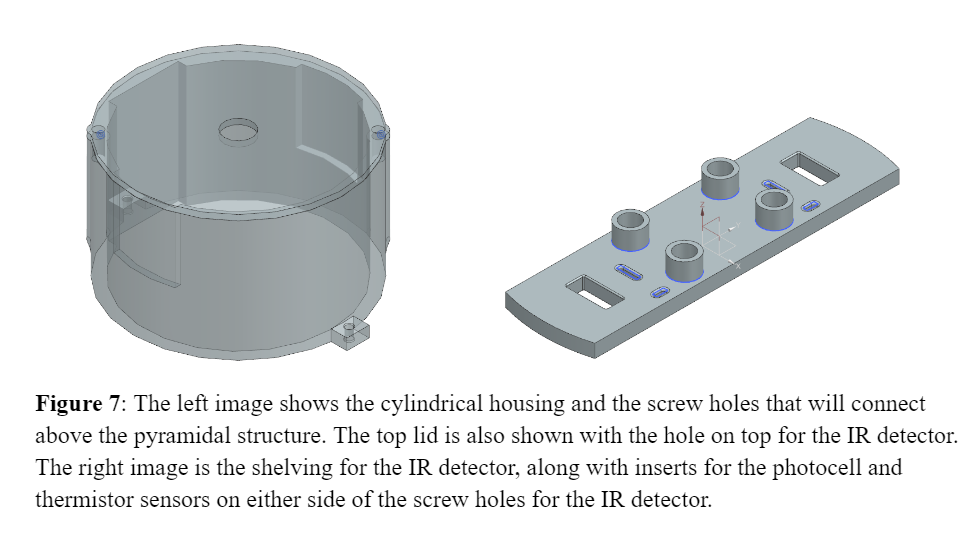 Figure 7: The left image shows the cylindrical housing and the screw holes that will connect
above the pyramidal structure. The top lid is also shown with the hole on top for the IR detector.
The right image is the shelving for the IR detector, along with inserts for the photocell and
thermistor sensors on either side of the screw holes for the IR detector.